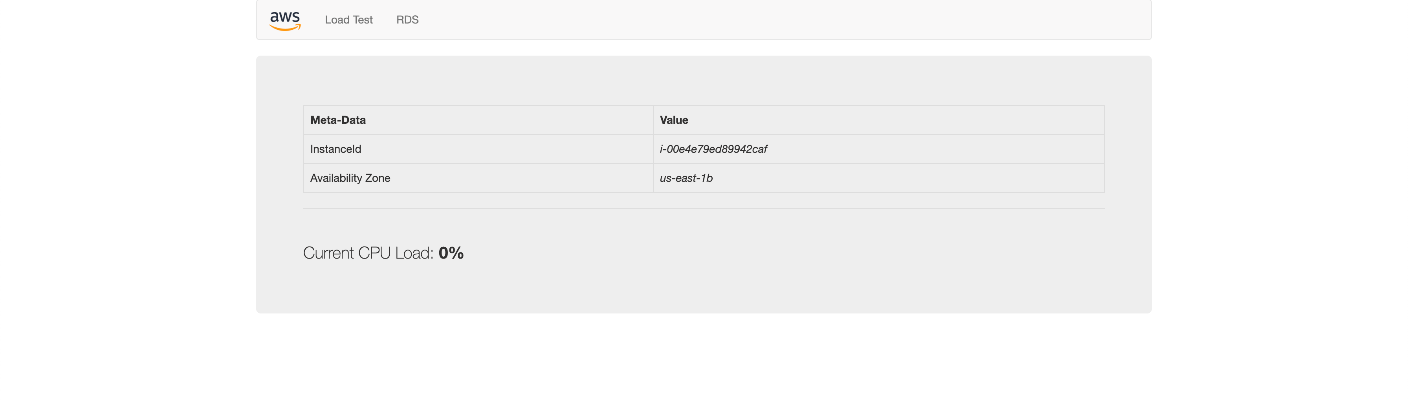 aws Load Test RDS
Meta-Data Value
InstanceId i-00e4e79ed89942caf
Availability Zone us-east-1b
Current CPU Load: 0%